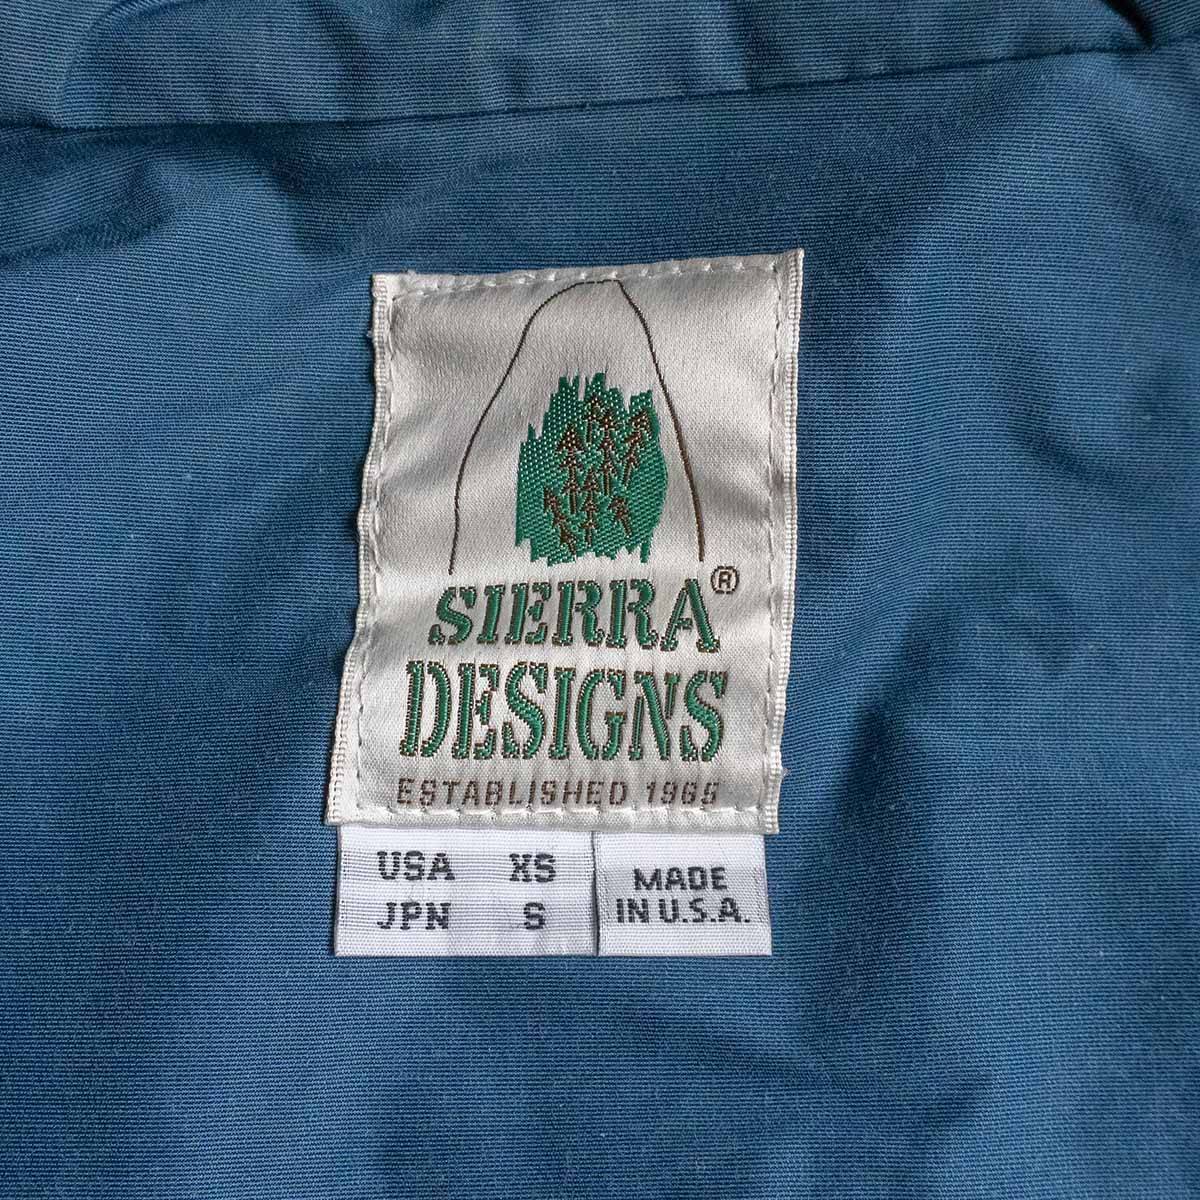 SIERRA®
DESIGNS
ESTABLISHED 1965
USA XS
JPN S
MADE
IN U.S.A.